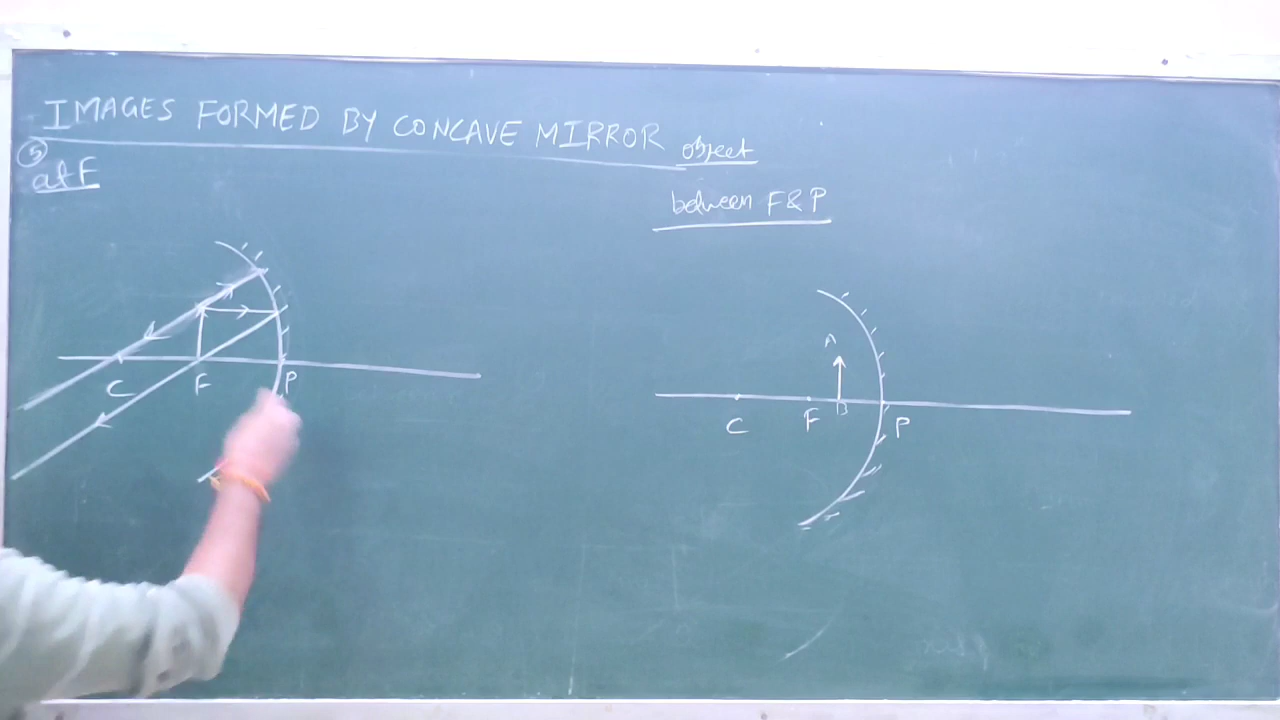 IMAGES FORMED BY CONCAVE MIRROR
5
at F
C F P
object
between F & P
A
B
C F P